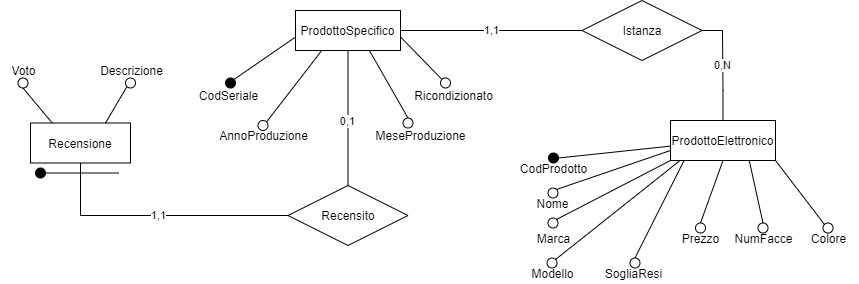 ProdottoSpecifico
1,1
Istanza
Voto
Descrizione
0,N
CodSeriale
Ricondizionato
0,1
AnnoProduzione
MeseProduzione
Recensione
ProdottoElettronico
CodProdotto
Nome
1,1
Recensito
Marca
Prezzo
NumFacce
Colore
Modello
SogliaResi